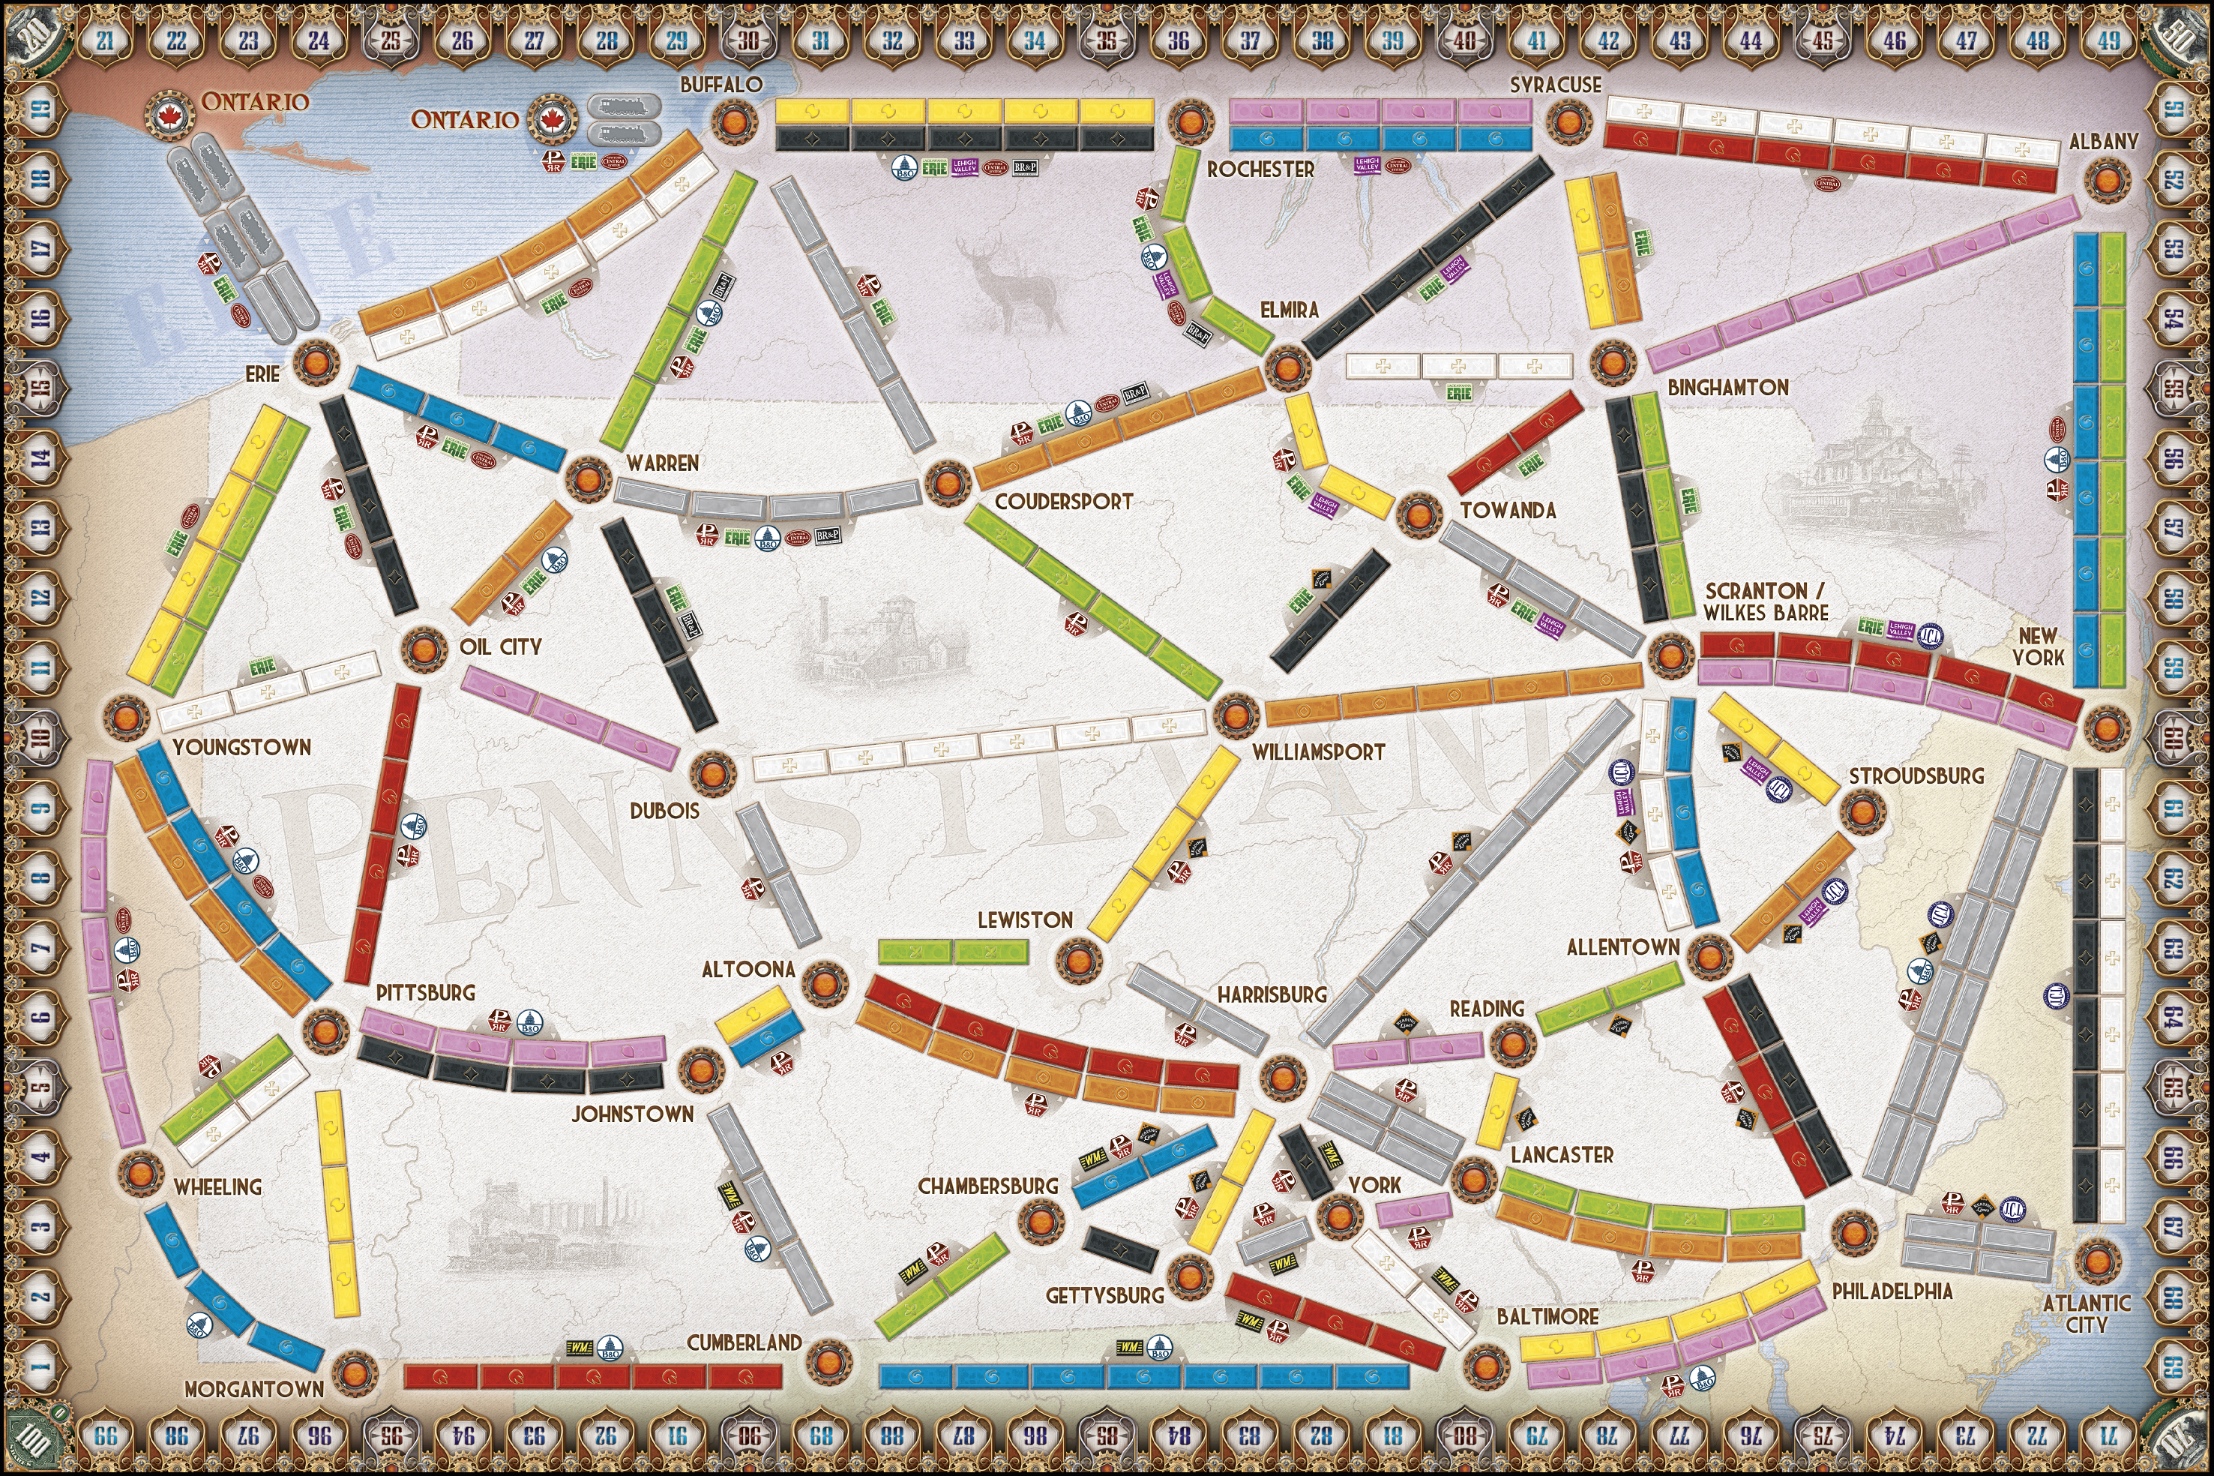 20 21 22 23 24 25 26 27 28 29 30 31 32 33 34 35 36 37 38 39 40 41 42 43 44 45 46 47 48 49 50
BUFFALO
SYRACUSE
ONTARIO
ONTARIO
ROCHESTER
ALBANY
ERIE
ELMIRA
ERIE
BINGHAMTON
WARREN
COUDERSPORT
TOWANDA
SCRANTON /
WILKES BARRE
OIL CITY
NEW
YORK
YOUNGSTOWN
WILLIAMSPORT
STROUDSBURG
PENNSYLVANIA
DUBOIS
LEWISTON
ALLENTOWN
ALTOONA
PITTSBURG
HARRISBURG
READING
JOHNSTOWN
LANCASTER
WHEELING
CHAMBERSBURG
YORK
GETTYSBURG
PHILADELPHIA
BALTIMORE
ATLANTIC
CITY
CUMBERLAND
MORGANTOWN
19
18
17
16
15
14
13
12
11
10
9
8
7
6
5
4
3
2
1
0
51
52
53
54
55
56
57
58
59
60
61
62
63
64
65
66
67
68
69
100 99 98 97 96 95 94 93 92 91 90 89 88 87 86 85 84 83 82 81 80 79 78 77 76 75 74 73 72 71 70